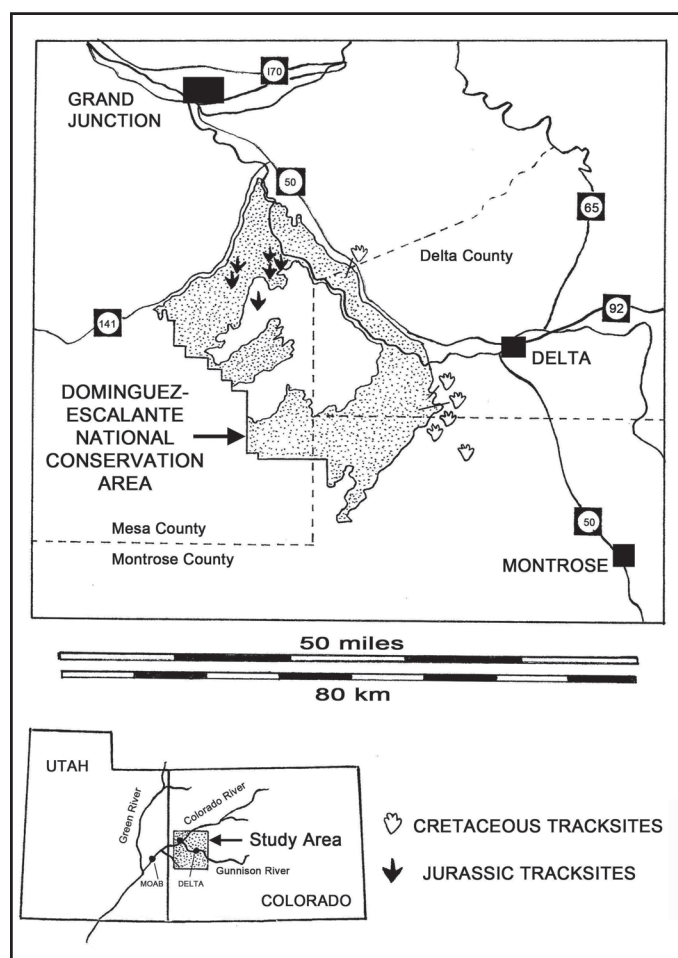 I70
GRAND
JUNCTION
50
65
Delta County
141
92
DELTA
DOMINGUEZ-
ESCALANTE
NATIONAL
CONSERVATION
AREA
50
Mesa County
Montrose County
MONTROSE
50 miles
80 km
UTAH
Green River
Colorado River
Study Area
MOAB
DELTA
Gunnison River
COLORADO
CRETACEOUS TRACKSITES
JURASSIC TRACKSITES